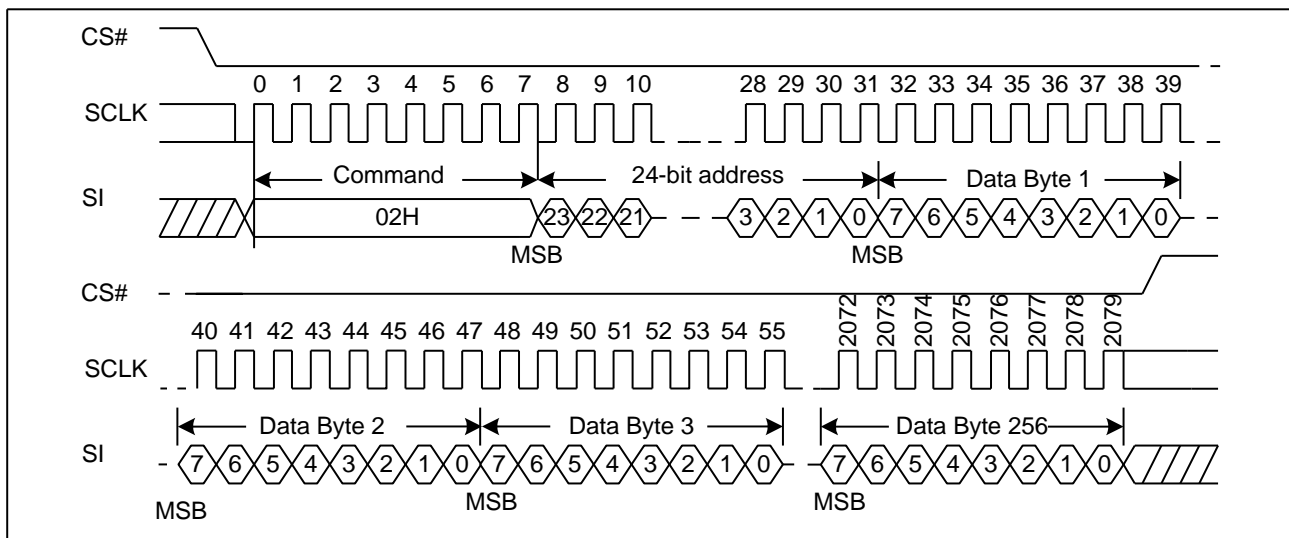 CS#
0 1 2 3 4 5 6 7 8 9 10 28 29 30 31 32 33 34 35 36 37 38 39
SCLK
Command 24-bit address Data Byte 1
SI
02H 23 22 21 3 2 1 0 7 6 5 4 3 2 1 0
MSB MSB
CS#
40 41 42 43 44 45 46 47 48 49 50 51 52 53 54 55 2072 2073 2074 2075 2076 2077 2078 2079
SCLK
Data Byte 2 Data Byte 3 Data Byte 256
SI
7 6 5 4 3 2 1 0 7 6 5 4 3 2 1 0 7 6 5 4 3 2 1 0
MSB MSB MSB